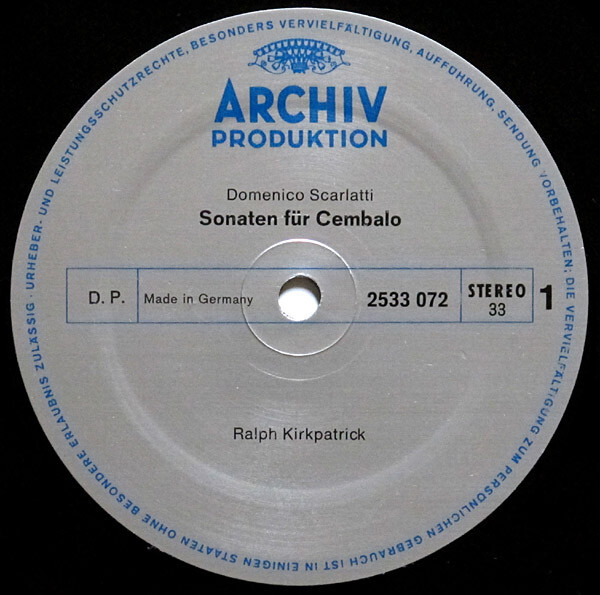 URHEBER- UND LEISTUNGSSCHUTZRECHTE, BESONDERS VERVIELFÄLTIGUNG, AUFFÜHRUNG, SENDUNG VORBEHALTEN; DIE VERVIELFÄLTIGUNG ZUM PERSÖNLICHEN GEBRAUCH IST IN EINIGEN STAATEN OHNE BESONDERE ERLAUBNIS ZULÄSSIG ·
ARCHIV
PRODUKTION
Domenico Scarlatti
Sonaten für Cembalo
D. P. Made in Germany 2533 072 STEREO 33 1
Ralph Kirkpatrick